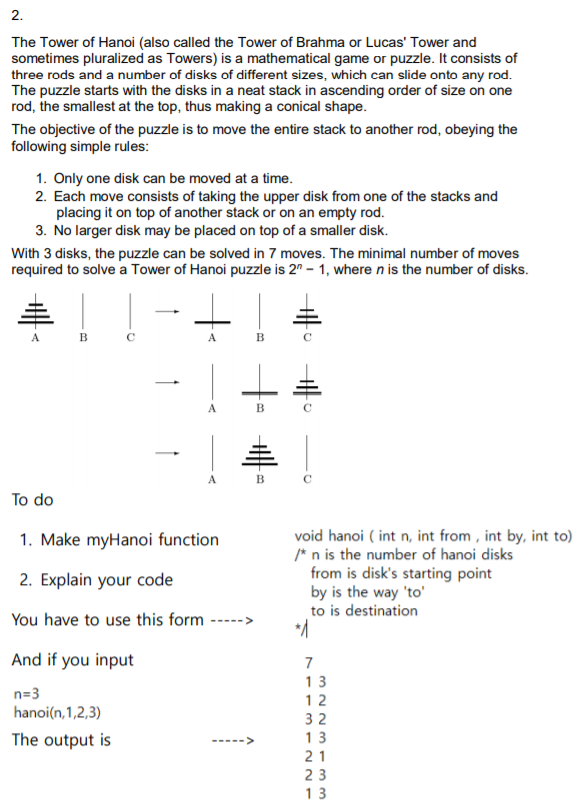 2.
The Tower of Hanoi (also called the Tower of Brahma or Lucas' Tower and
sometimes pluralized as Towers) is a mathematical game or puzzle. It consists of
three rods and a number of disks of different sizes, which can slide onto any rod.
The puzzle starts with the disks in a neat stack in ascending order of size on one
rod, the smallest at the top, thus making a conical shape.
The objective of the puzzle is to move the entire stack to another rod, obeying the
following simple rules:
1. Only one disk can be moved at a time.
2. Each move consists of taking the upper disk from one of the stacks and
placing it on top of another stack or on an empty rod.
3. No larger disk may be placed on top of a smaller disk.
With 3 disks, the puzzle can be solved in 7 moves. The minimal number of moves
required to solve a Tower of Hanoi puzzle is 2ⁿ − 1, where n is the number of disks.
A B C A B C
A B C
A B C
To do
1. Make myHanoi function
2. Explain your code
You have to use this form ----->
void hanoi ( int n, int from , int by, int to)
/* n is the number of hanoi disks
from is disk's starting point
by is the way 'to'
to is destination
*/
And if you input
n=3
hanoi(n,1,2,3)
The output is ----->
7
1 3
1 2
3 2
1 3
2 1
2 3
1 3